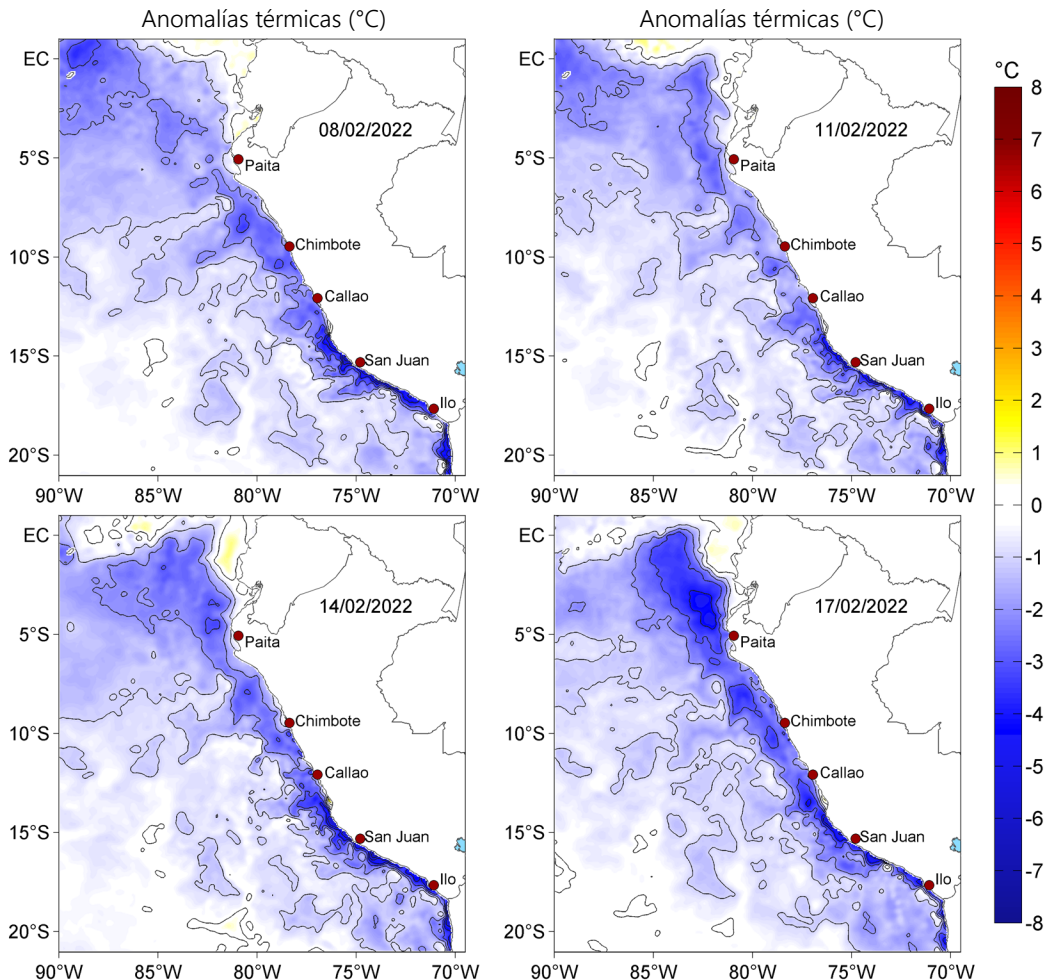 Anomalías térmicas (°C)
Anomalías térmicas (°C)
EC
5°S
10°S
15°S
20°S
08/02/2022
Paita
Chimbote
Callao
San Juan
Ilo
90°W
85°W
80°W
75°W
70°W
EC
5°S
10°S
15°S
20°S
11/02/2022
Paita
Chimbote
Callao
San Juan
Ilo
90°W
85°W
80°W
75°W
70°W
EC
5°S
10°S
15°S
20°S
14/02/2022
Paita
Chimbote
Callao
San Juan
Ilo
90°W
85°W
80°W
75°W
70°W
EC
5°S
10°S
15°S
20°S
17/02/2022
Paita
Chimbote
Callao
San Juan
Ilo
90°W
85°W
80°W
75°W
70°W
°C
8
7
6
5
4
3
2
1
0
-1
-2
-3
-4
-5
-6
-7
-8